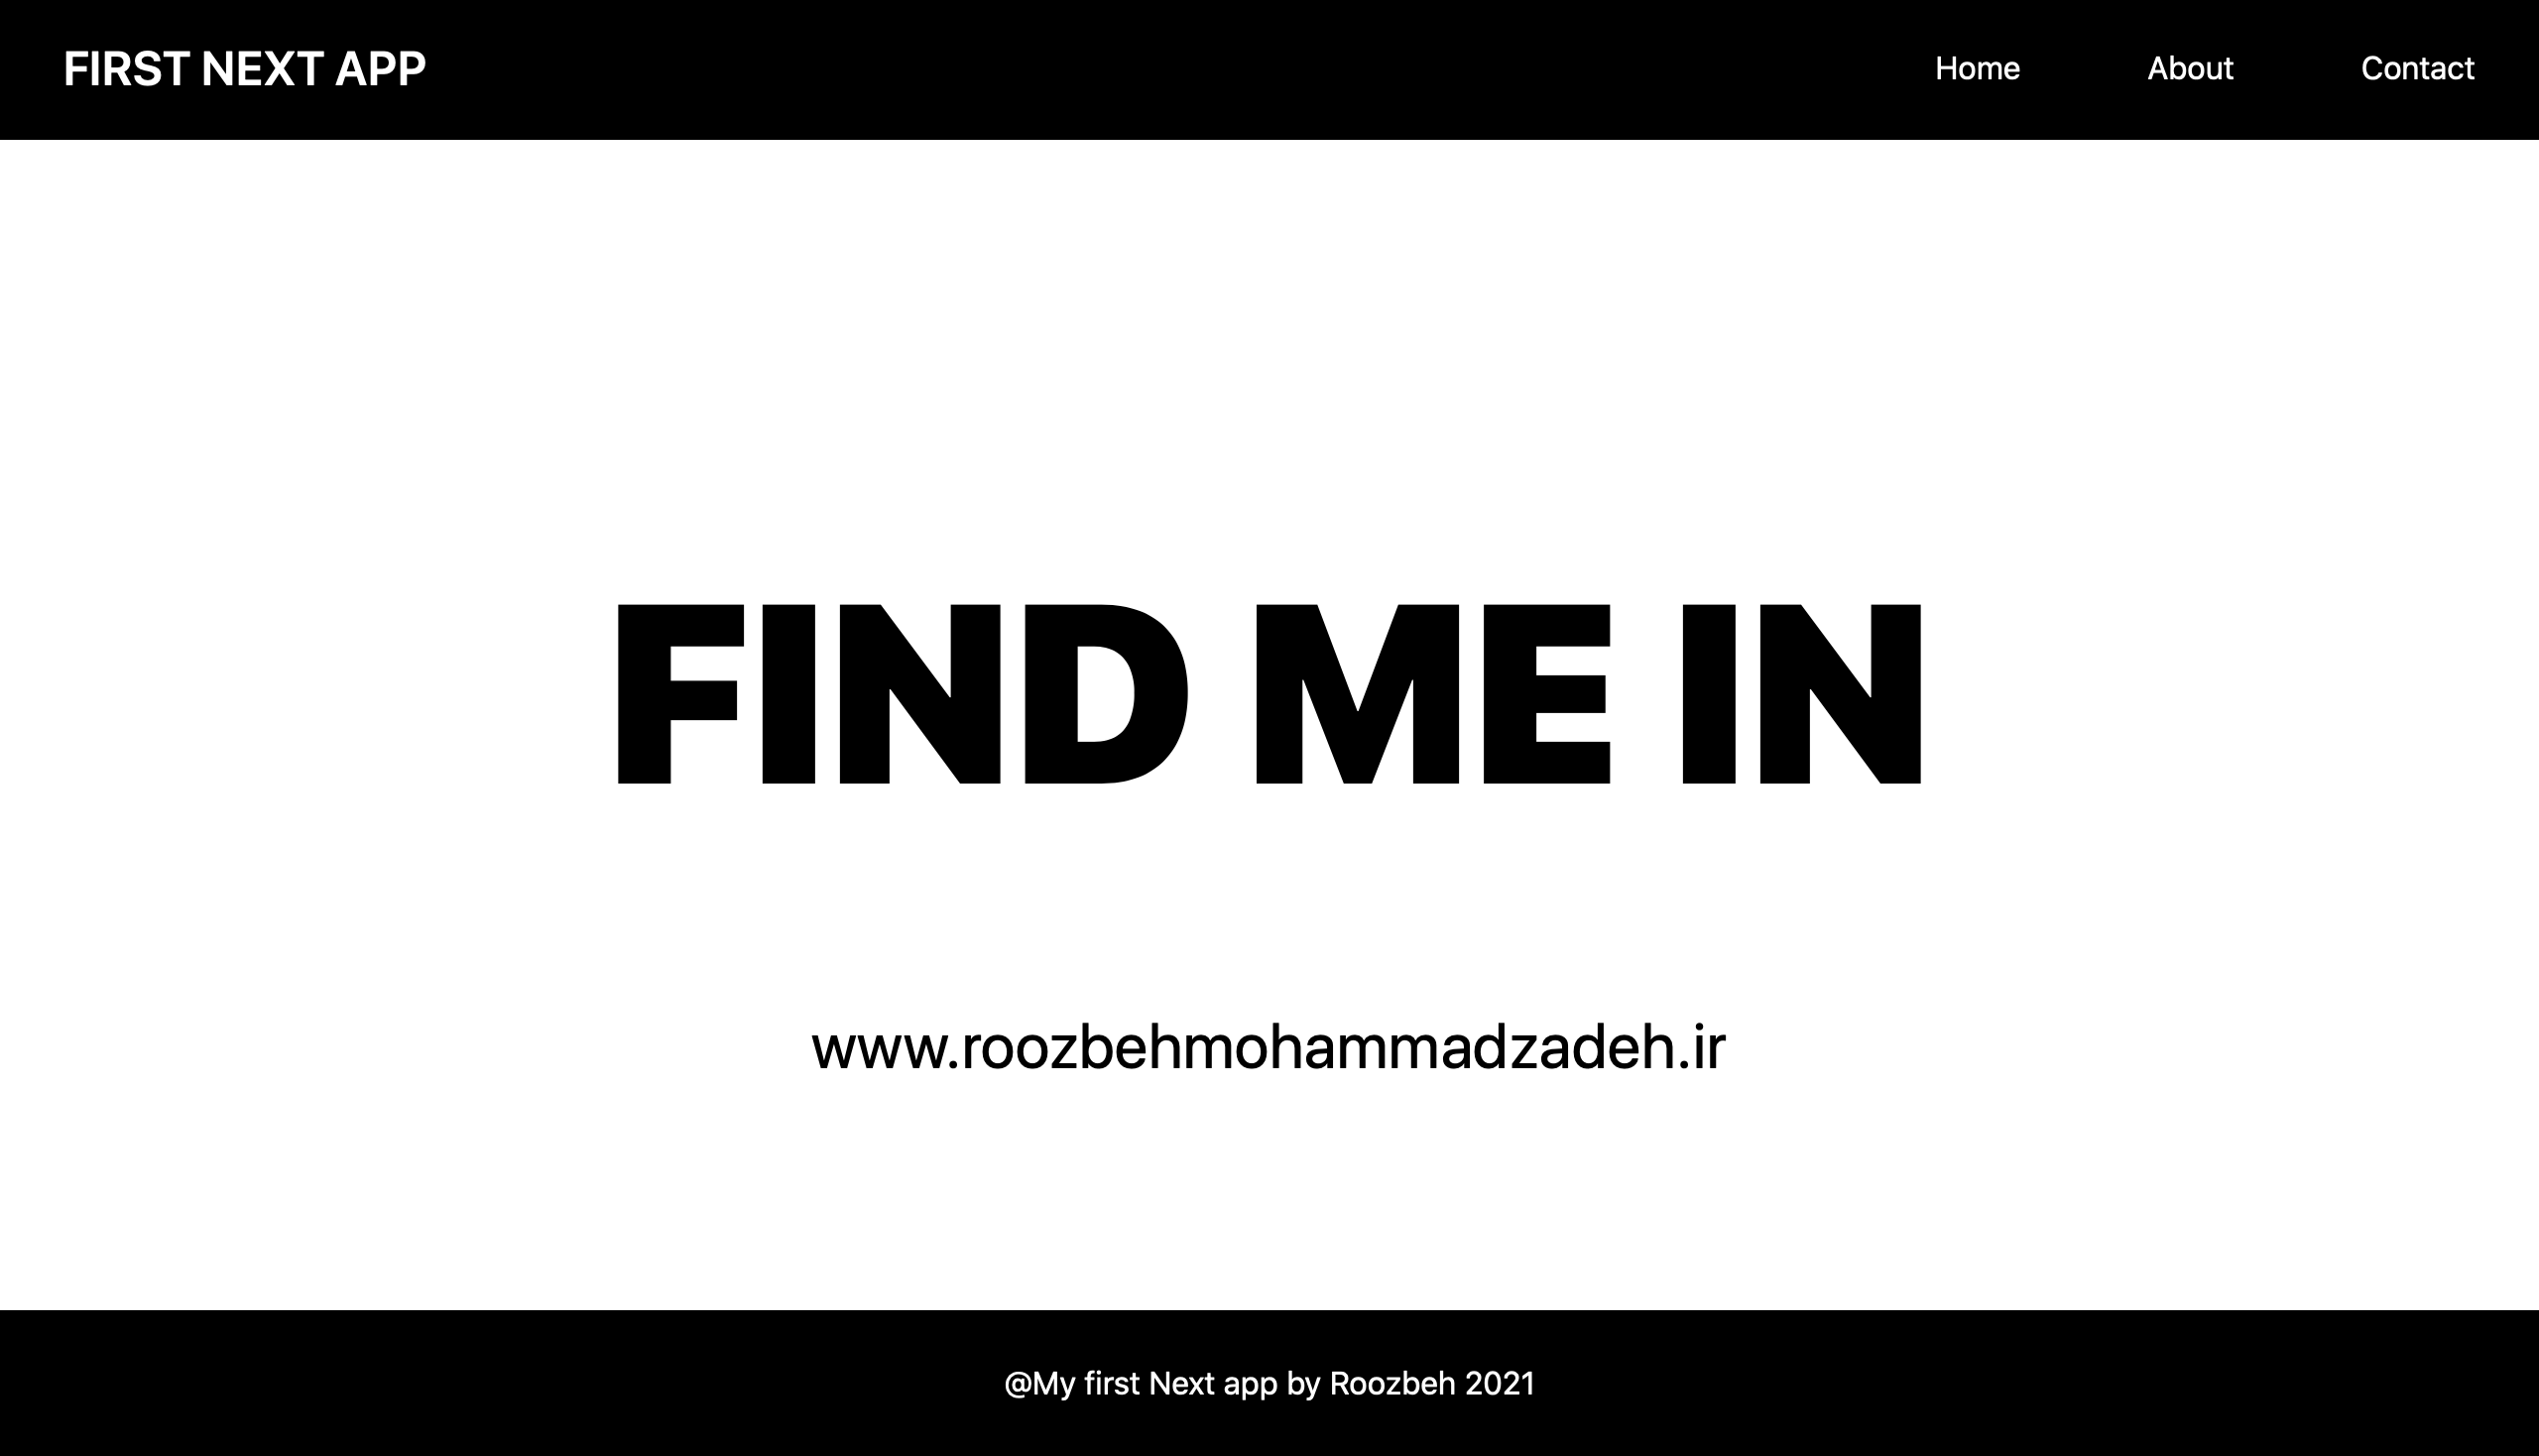 FIRST NEXT APP
Home About Contact
FIND ME IN
www.roozbehmohammadzadeh.ir
@My first Next app by Roozbeh 2021